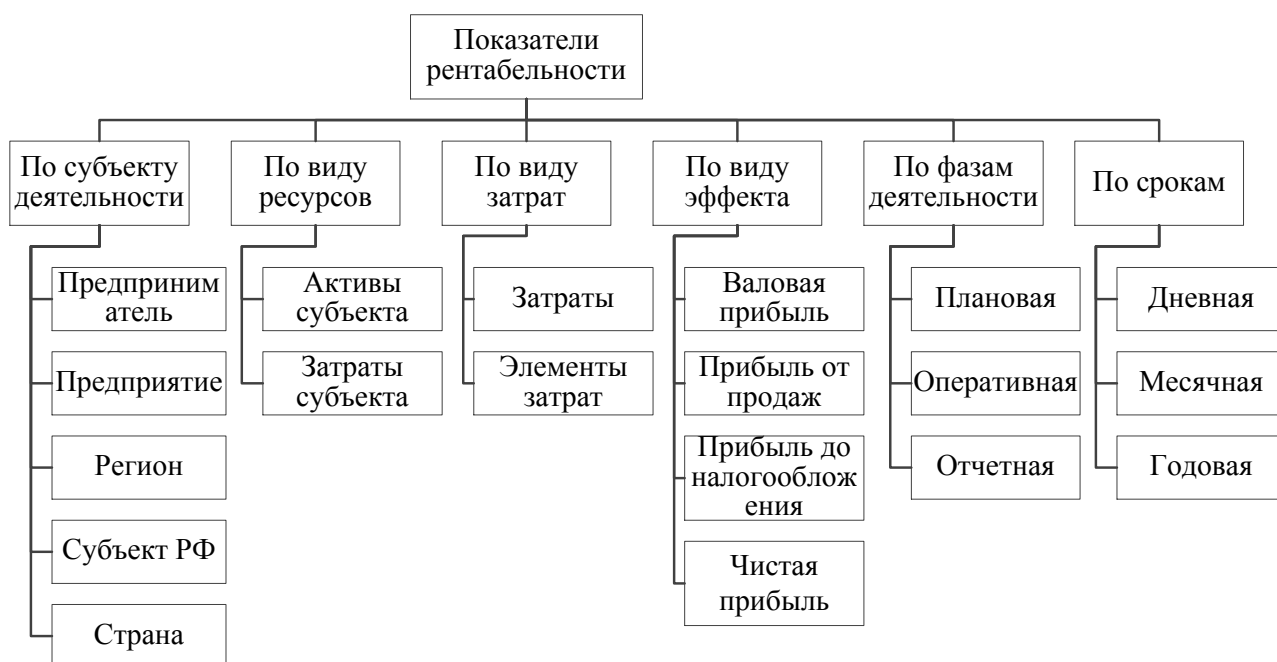 Показатели
рентабельности
По субъекту
деятельности
По виду
ресурсов
По виду
затрат
По виду
эффекта
По фазам
деятельности
По срокам
Предприним
атель
Предприятие
Регион
Субъект РФ
Страна
Активы
субъекта
Затраты
субъекта
Затраты
Элементы
затрат
Валовая
прибыль
Прибыль от
продаж
Прибыль до
налогооблож
ения
Чистая
прибыль
Плановая
Оперативная
Отчетная
Дневная
Месячная
Годовая